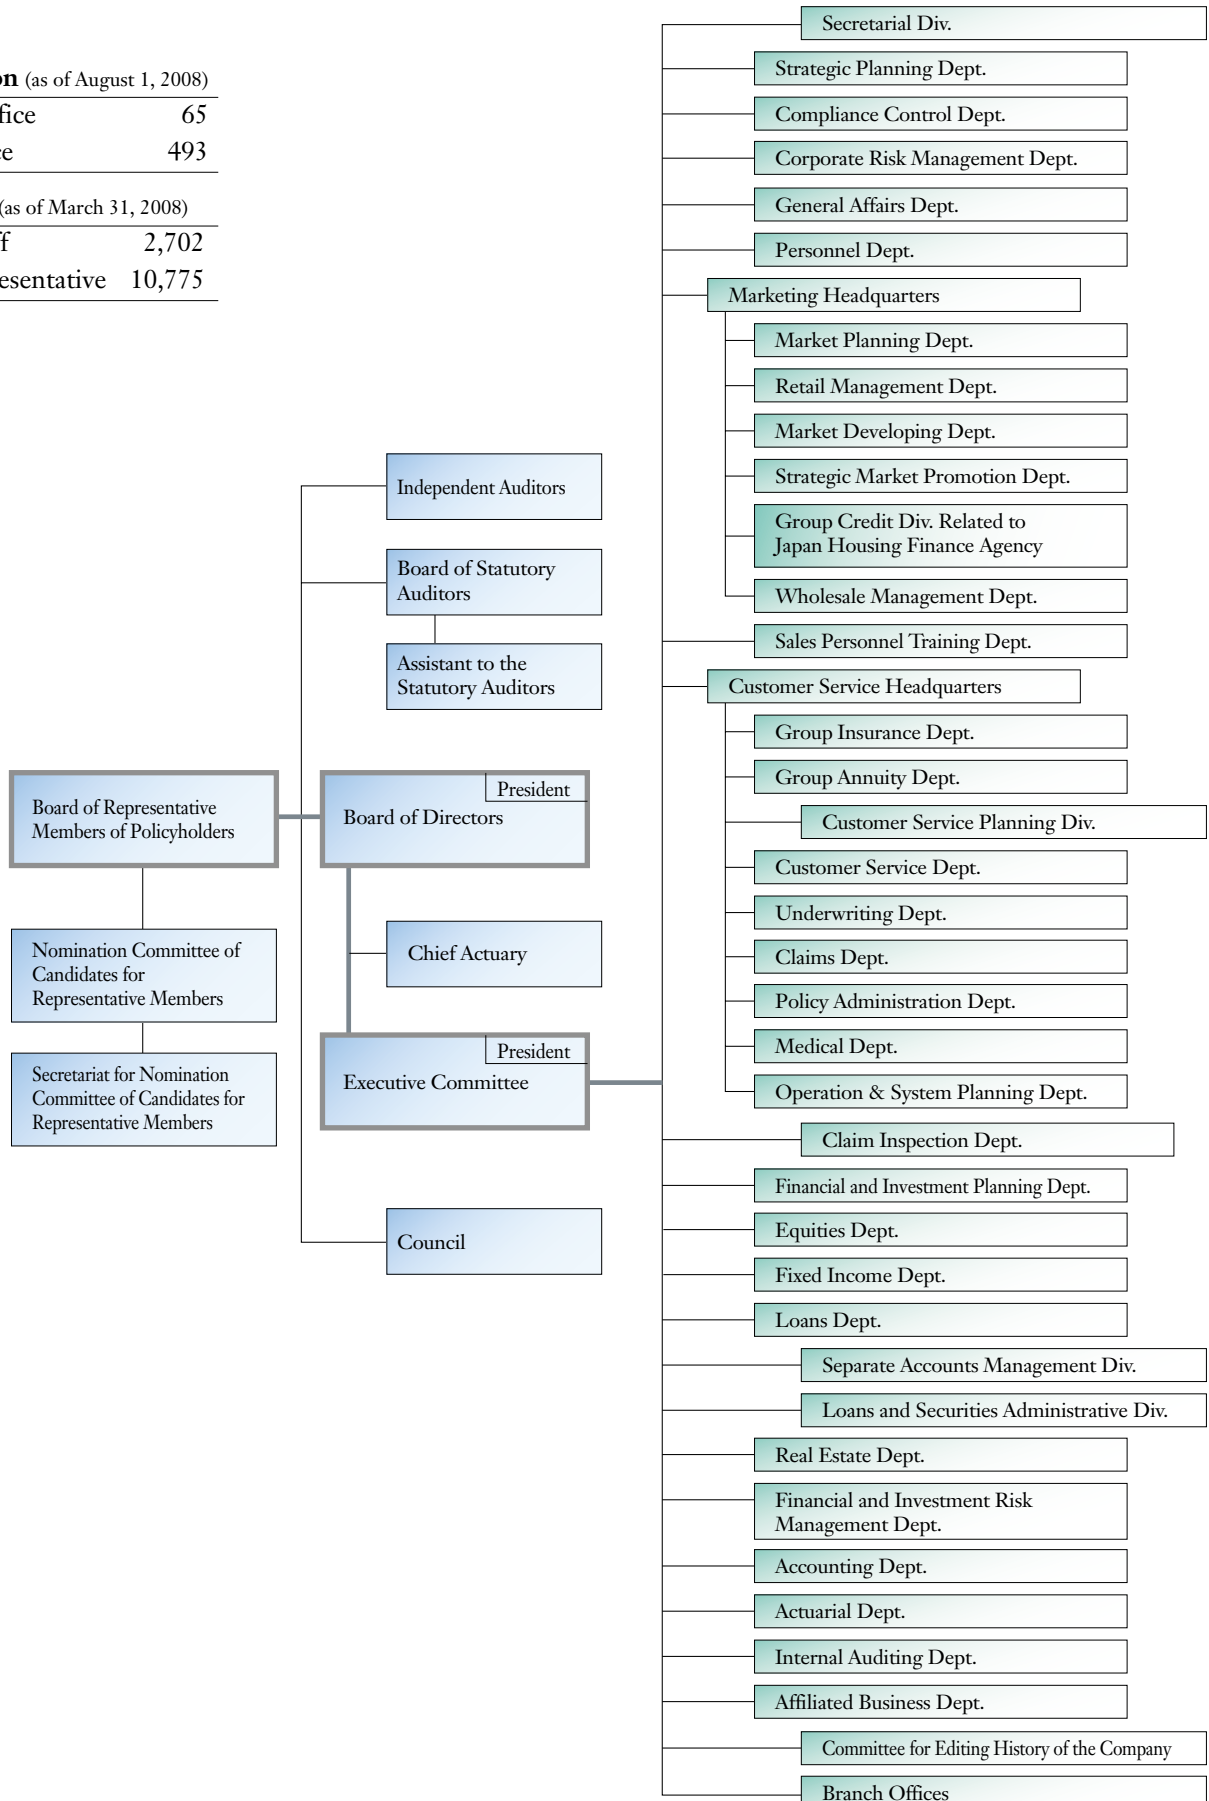 on (as of August 1, 2008)
fice 65
ce 493
(as of March 31, 2008)
ff 2,702
esentative 10,775
Independent Auditors
Board of Statutory
Auditors
Assistant to the
Statutory Auditors
Board of Representative
Members of Policyholders
President
Board of Directors
Nomination Committee of
Candidates for
Representative Members
Chief Actuary
Secretariat for Nomination
Committee of Candidates for
Representative Members
President
Executive Committee
Council
Secretarial Div.
Strategic Planning Dept.
Compliance Control Dept.
Corporate Risk Management Dept.
General Affairs Dept.
Personnel Dept.
Marketing Headquarters
Market Planning Dept.
Retail Management Dept.
Market Developing Dept.
Strategic Market Promotion Dept.
Group Credit Div. Related to
Japan Housing Finance Agency
Wholesale Management Dept.
Sales Personnel Training Dept.
Customer Service Headquarters
Group Insurance Dept.
Group Annuity Dept.
Customer Service Planning Div.
Customer Service Dept.
Underwriting Dept.
Claims Dept.
Policy Administration Dept.
Medical Dept.
Operation & System Planning Dept.
Claim Inspection Dept.
Financial and Investment Planning Dept.
Equities Dept.
Fixed Income Dept.
Loans Dept.
Separate Accounts Management Div.
Loans and Securities Administrative Div.
Real Estate Dept.
Financial and Investment Risk
Management Dept.
Accounting Dept.
Actuarial Dept.
Internal Auditing Dept.
Affiliated Business Dept.
Committee for Editing History of the Company
Branch Offices